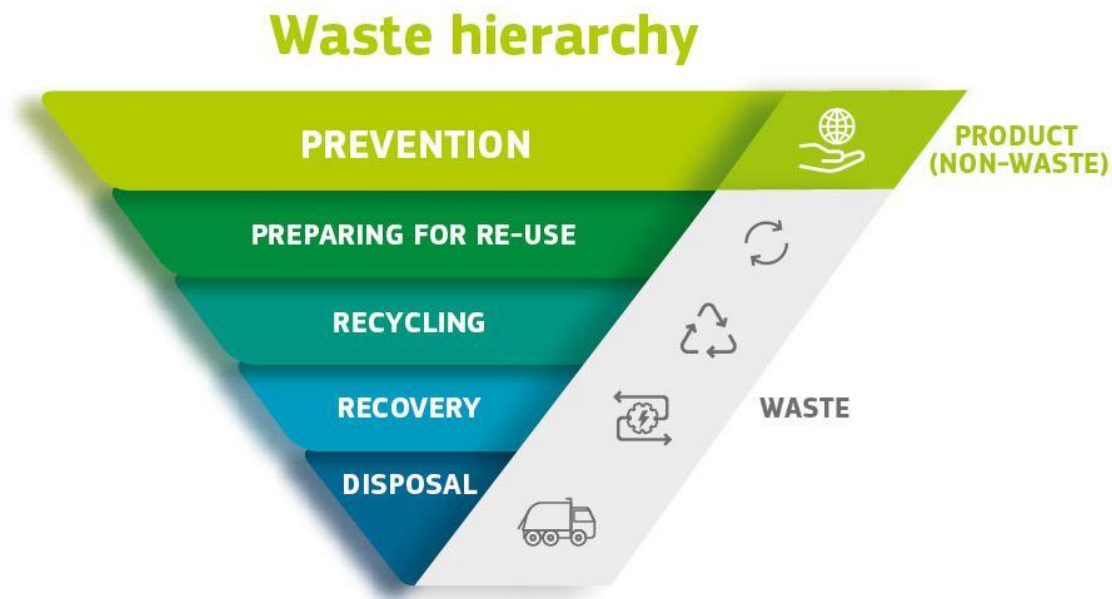 Waste hierarchy
PREVENTION
PRODUCT
(NON-WASTE)
PREPARING FOR RE-USE
RECYCLING
RECOVERY
WASTE
DISPOSAL